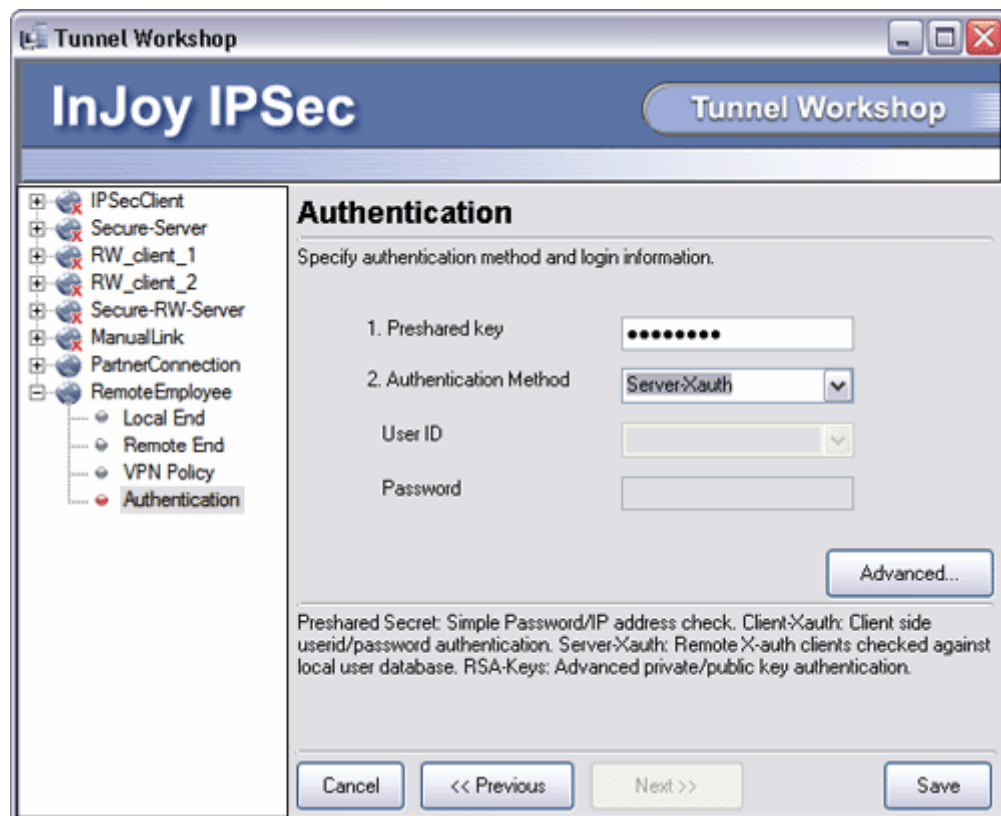 Tunnel Workshop
InJoy IPSec
Tunnel Workshop
IPSecClient
Secure-Server
RW_client_1
RW_client_2
Secure-RW-Server
ManualLink
PartnerConnection
RemoteEmployee
Local End
Remote End
VPN Policy
Authentication
Authentication
Specify authentication method and login information.
1. Preshared key
●●●●●●●●
2. Authentication Method
Server-Xauth
User ID
Password
Advanced...
Preshared Secret: Simple Password/IP address check. Client-Xauth: Client side
userid/password authentication. Server-Xauth: Remote X-auth clients checked against
local user database. RSA-Keys: Advanced private/public key authentication.
Cancel
<< Previous
Next >>
Save